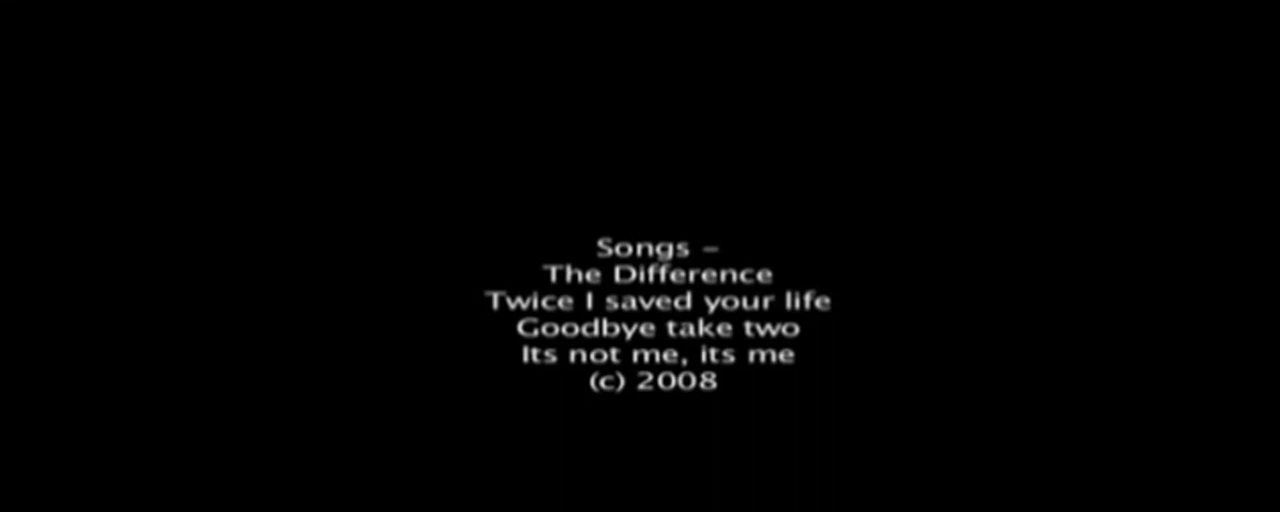 Songs -
The Difference
Twice I saved your life
Goodbye take two
Its not me, its me
(c) 2008